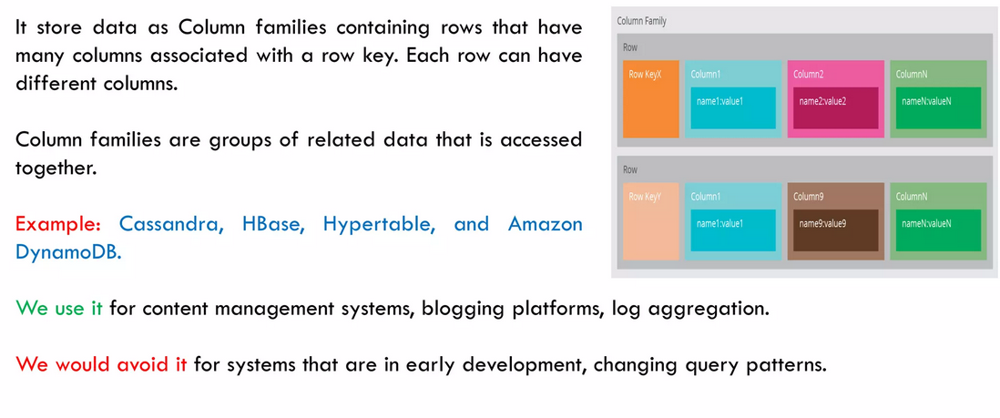 It store data as Column families containing rows that have
many columns associated with a row key. Each row can have
different columns.
Column families are groups of related data that is accessed
together.
Example: Cassandra, HBase, Hypertable, and Amazon
DynamoDB.
We use it for content management systems, blogging platforms, log aggregation.
We would avoid it for systems that are in early development, changing query patterns.
Column Family
Row
Row KeyX Column1 Column2 ColumnN
name1:value1 name2:value2 nameN:valueN
Row
Row KeyY Column1 Column9 ColumnN
name1:value1 name9:value9 nameN:valueN